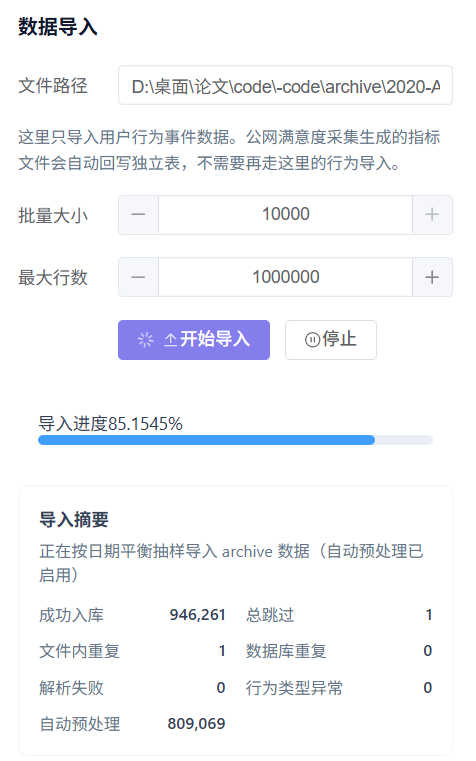 数据导入
文件路径
D:\桌面\论文\code\-code\archive\2020-A
这里只导入用户行为事件数据。公网满意度采集生成的指标
文件会自动回写独立表，不需要再走这里的行为导入。
批量大小
10000
最大行数
1000000
开始导入
停止
导入进度85.1545%
导入摘要
正在按日期平衡抽样导入 archive 数据（自动预处理已
启用）
成功入库 946,261 总跳过 1
文件内重复 1 数据库重复 0
解析失败 0 行为类型异常 0
自动预处理 809,069